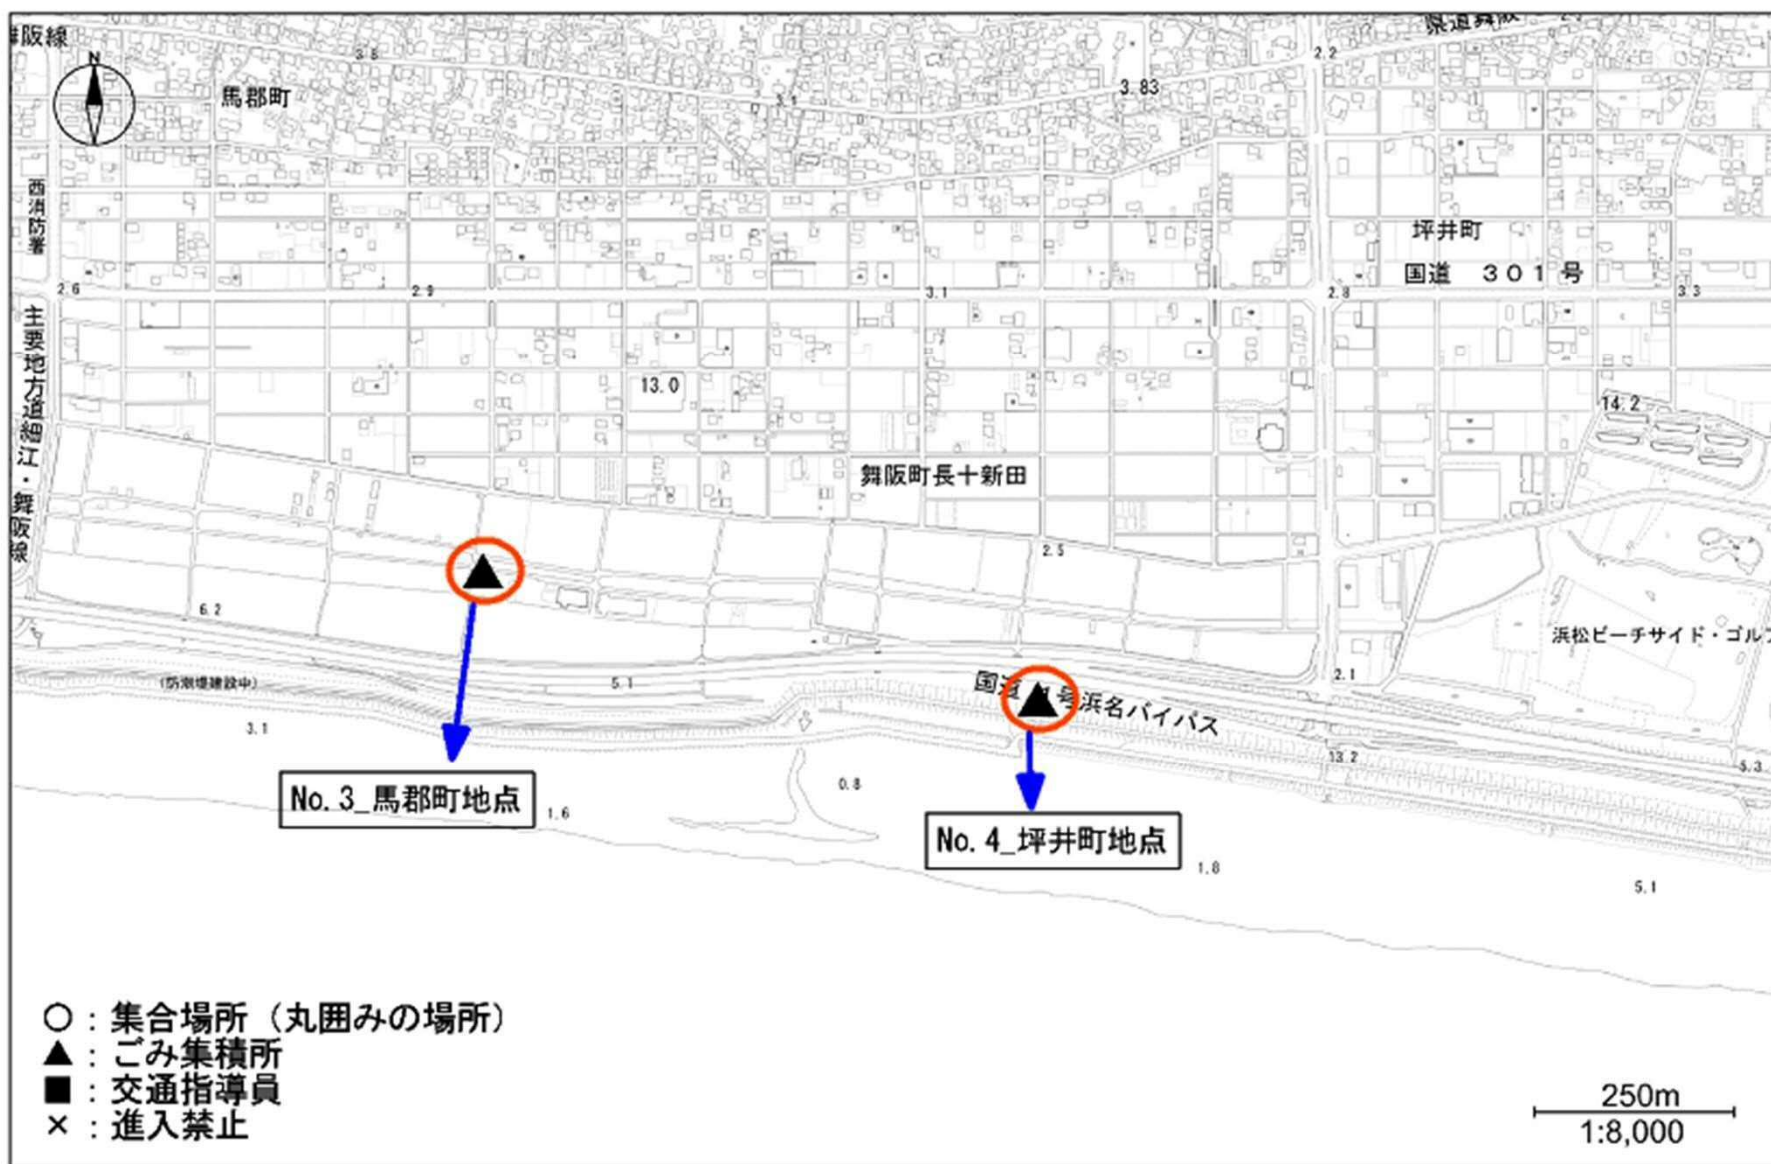 県道舞阪
阪線
N
3.8
2.2
馬郡町
3.1
3.83
西消防署
坪井町
国道 301号
2.6
2.9
3.1
2.8
3.3
主要地方道細江・舞阪線
13.0
14.2
舞阪町長十新田
2.5
6.2
浜松ビーチサイド・ゴルフ
(防潮堤建設中)
5.1
国道 1号浜名バイパス
2.1
3.1
13.2
5.3
No.3_馬郡町地点
1.6
0.8
No.4_坪井町地点
1.8
5.1
○:集合場所(丸囲みの場所)
▲:ごみ集積所
■:交通指導員
×:進入禁止
250m
1:8,000